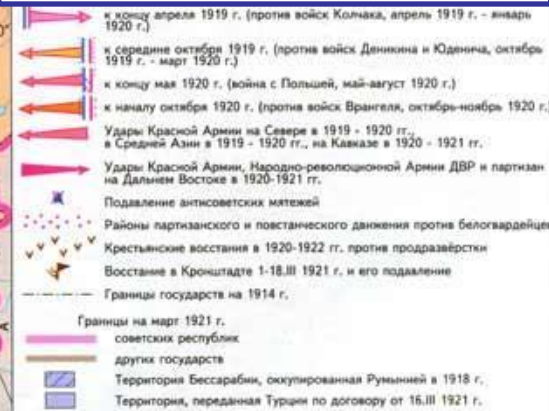 к концу апреля 1919 г. (против войск Колчака, апрель 1919 г. - январь
1920 г.)
к середине октября 1919 г. (против войск Деникина и Юденича, октябрь
1919 г. - март 1920 г.)
к концу мая 1920 г. (война с Польшей, май-август 1920 г.)
к началу октября 1920 г. (против войск Врангеля, октябрь-ноябрь 1920 г.)
Удары Красной Армии на Севере в 1919 - 1920 гг.,
в Средней Азии в 1919 - 1920 гг., на Кавказе в 1920 - 1921 гг.
Удары Красной Армии, Народно-революционной Армии ДВР и партизан
на Дальнем Востоке в 1920-1921 гг.
Подавление антисоветских мятежей
Районы партизанского и повстанческого движения против белогвардейцев
Крестьянские восстания в 1920-1922 гг. против продразвёрстки
Восстание в Кронштадте 1-18.III 1921 г. и его подавление
Границы государств на 1914 г.
Границы на март 1921 г.
советских республик
других государств
Территория Бессарабии, оккупированная Румынией в 1918 г.
Территория, переданная Турции по договору от 16.III 1921 г.